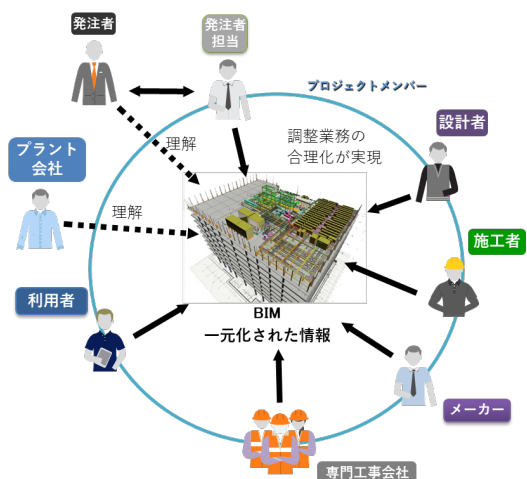 発注者
発注者
担当
プロジェクトメンバー
設計者
理解
調整業務の
合理化が実現
プラント
会社
理解
施工者
利用者
BIM
一元化された情報
メーカー
専門工事会社